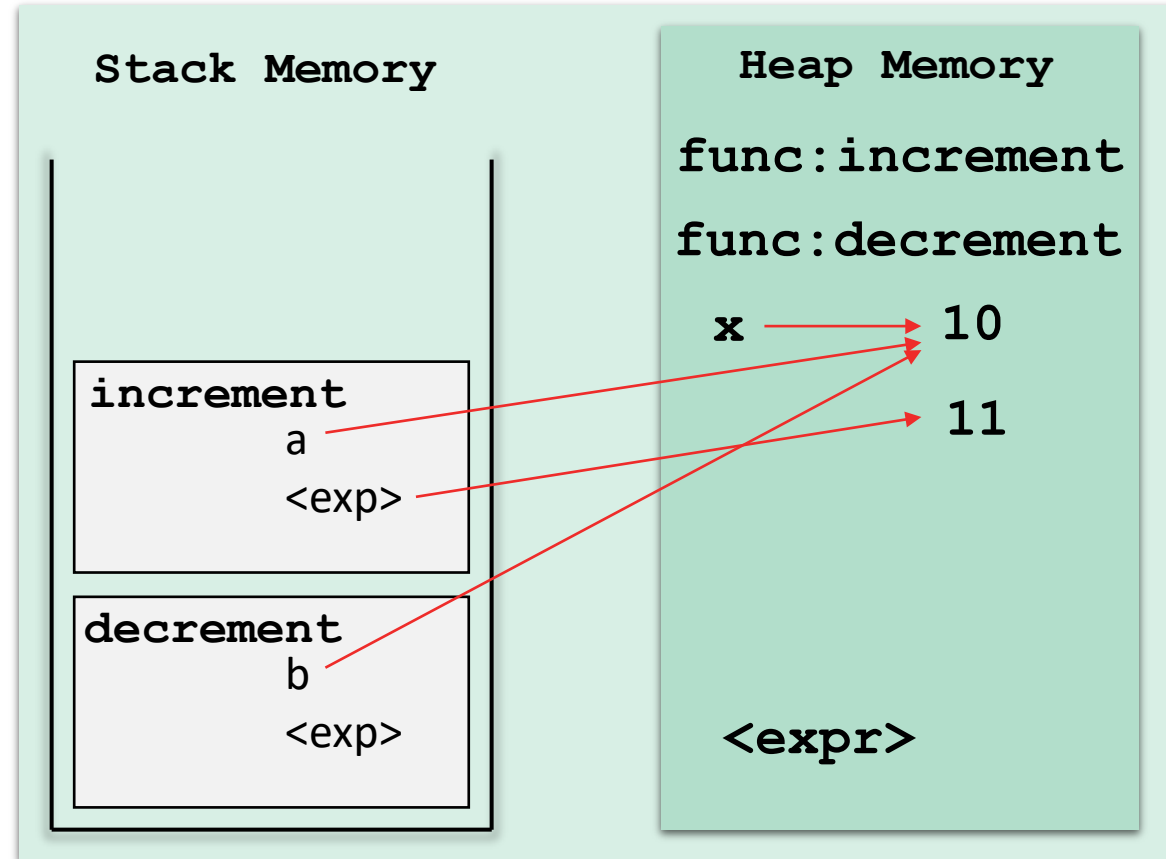 Stack Memory
increment
a
<exp>
decrement
b
<exp>
Heap Memory
func:increment
func:decrement
x 10
11
<expr>